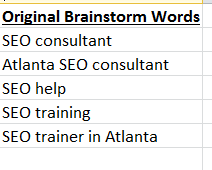 Original Brainstorm Words
SEO consultant
Atlanta SEO consultant
SEO help
SEO training
SEO trainer in Atlanta